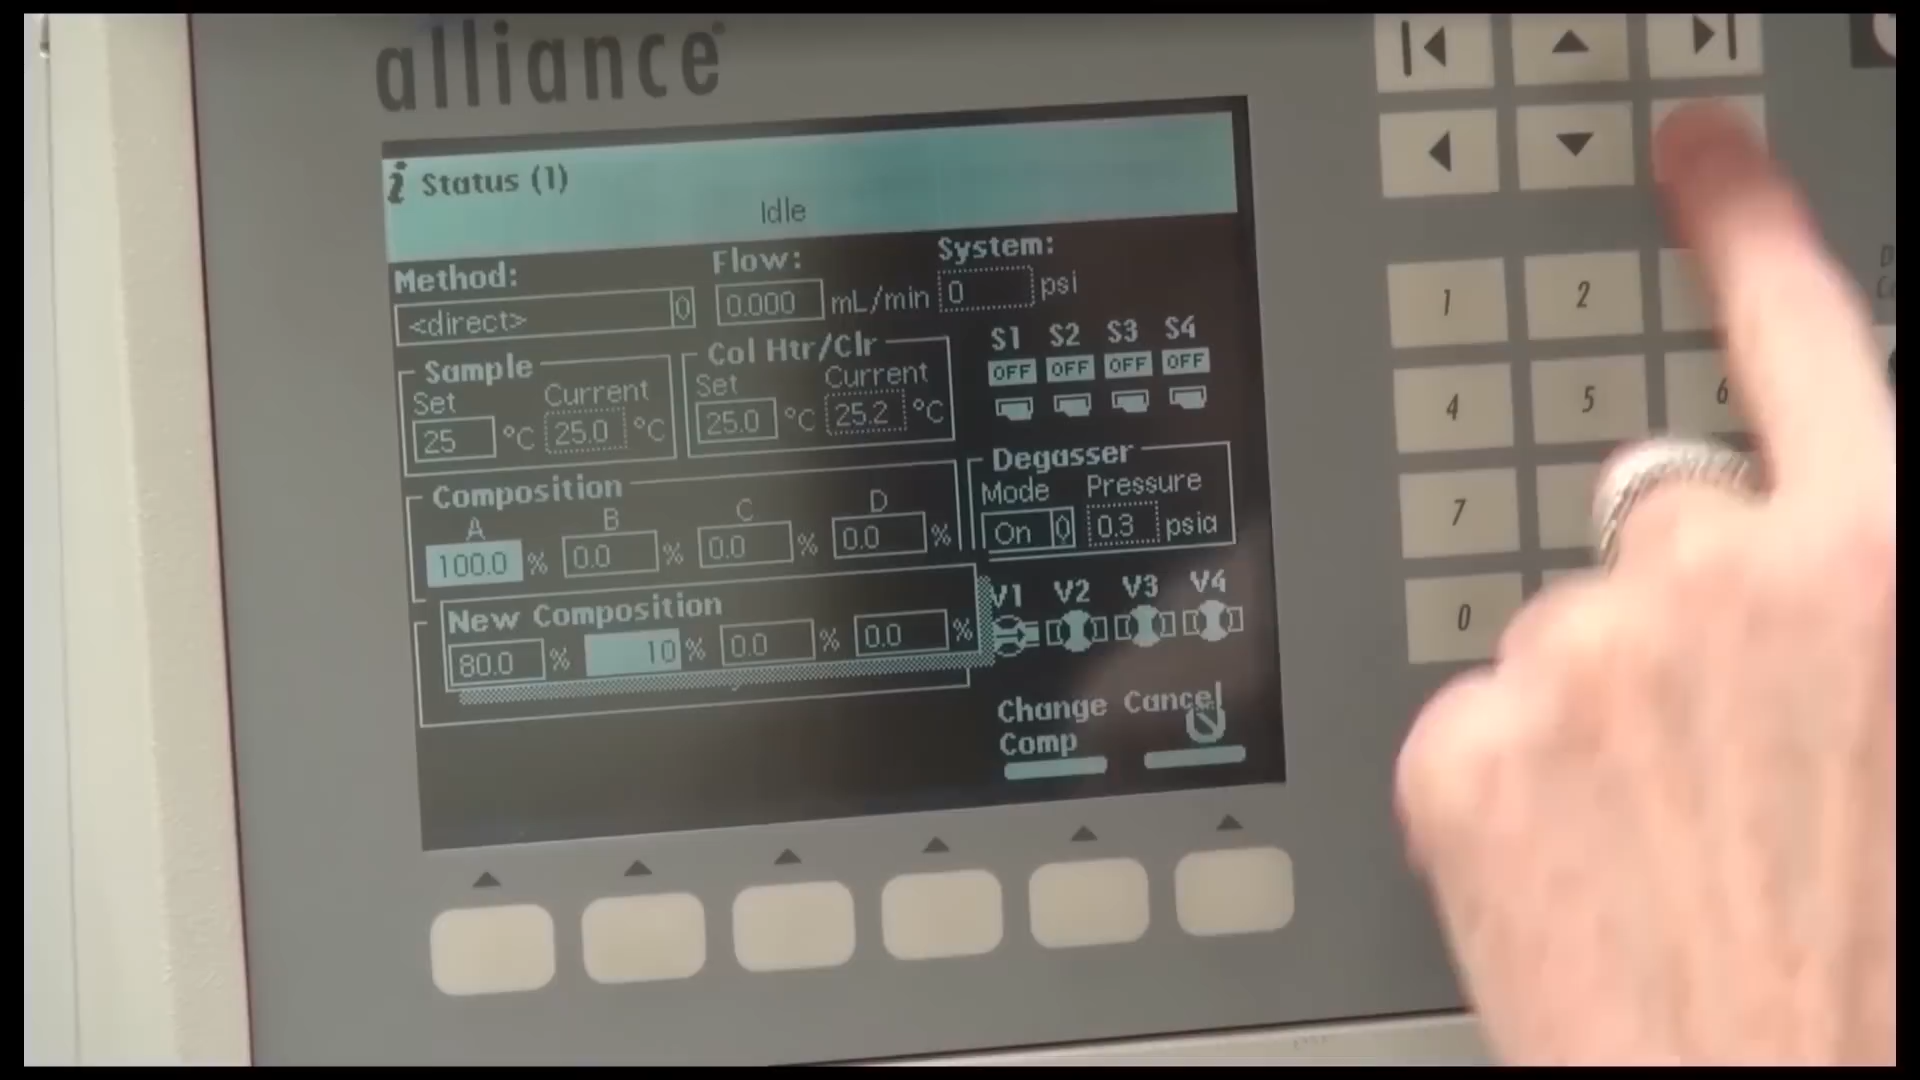 alliance
i Status (1)
Idle
Method: Flow: System:
<direct> 0.000 mL/min 0 psi
Sample Col Htr/Clr S1 S2 S3 S4
Set Current Set Current OFF OFF OFF OFF
25 °C 25.0 °C 25.0 °C 25.2 °C
Composition Degasser
A B C D Mode Pressure
100.0 % 0.0 % 0.0 % 0.0 % On 0.3 psia
New Composition V1 V2 V3 V4
80.0 % 10 % 0.0 % 0.0 %
Change Cancel
Comp
1 2
4 5 6
7
0